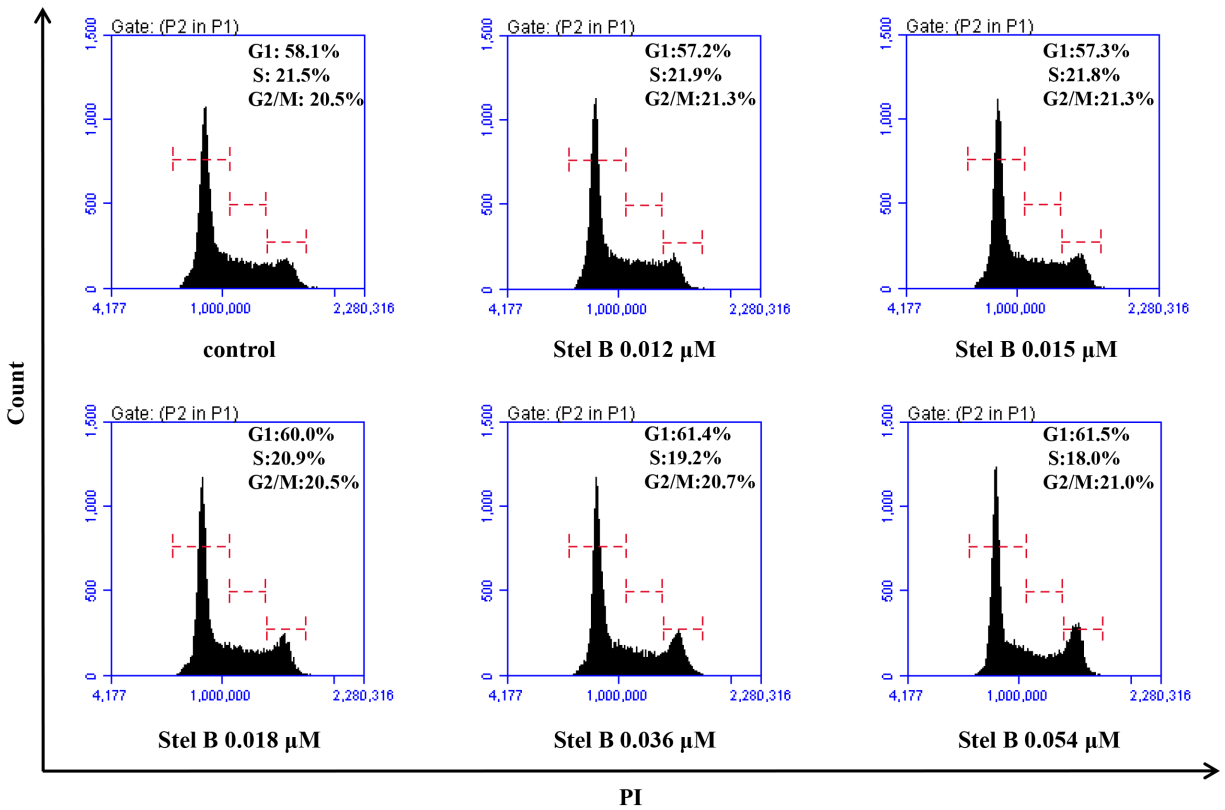 Count
Gate: (P2 in P1)
1,500
1,000
500
0
G1: 58.1%
S: 21.5%
G2/M: 20.5%
4,177
1,000,000
2,280,316
control
Gate: (P2 in P1)
1,500
1,000
500
0
G1:57.2%
S:21.9%
G2/M:21.3%
4,177
1,000,000
2,280,316
Stel B 0.012 μM
Gate: (P2 in P1)
1,500
1,000
500
0
G1:57.3%
S:21.8%
G2/M:21.3%
4,177
1,000,000
2,280,316
Stel B 0.015 μM
Gate: (P2 in P1)
1,500
1,000
500
0
G1:60.0%
S:20.9%
G2/M:20.5%
4,177
1,000,000
2,280,316
Stel B 0.018 μM
Gate: (P2 in P1)
1,500
1,000
500
0
G1:61.4%
S:19.2%
G2/M:20.7%
4,177
1,000,000
2,280,316
Stel B 0.036 μM
Gate: (P2 in P1)
1,500
1,000
500
0
G1:61.5%
S:18.0%
G2/M:21.0%
4,177
1,000,000
2,280,316
Stel B 0.054 μM
PI